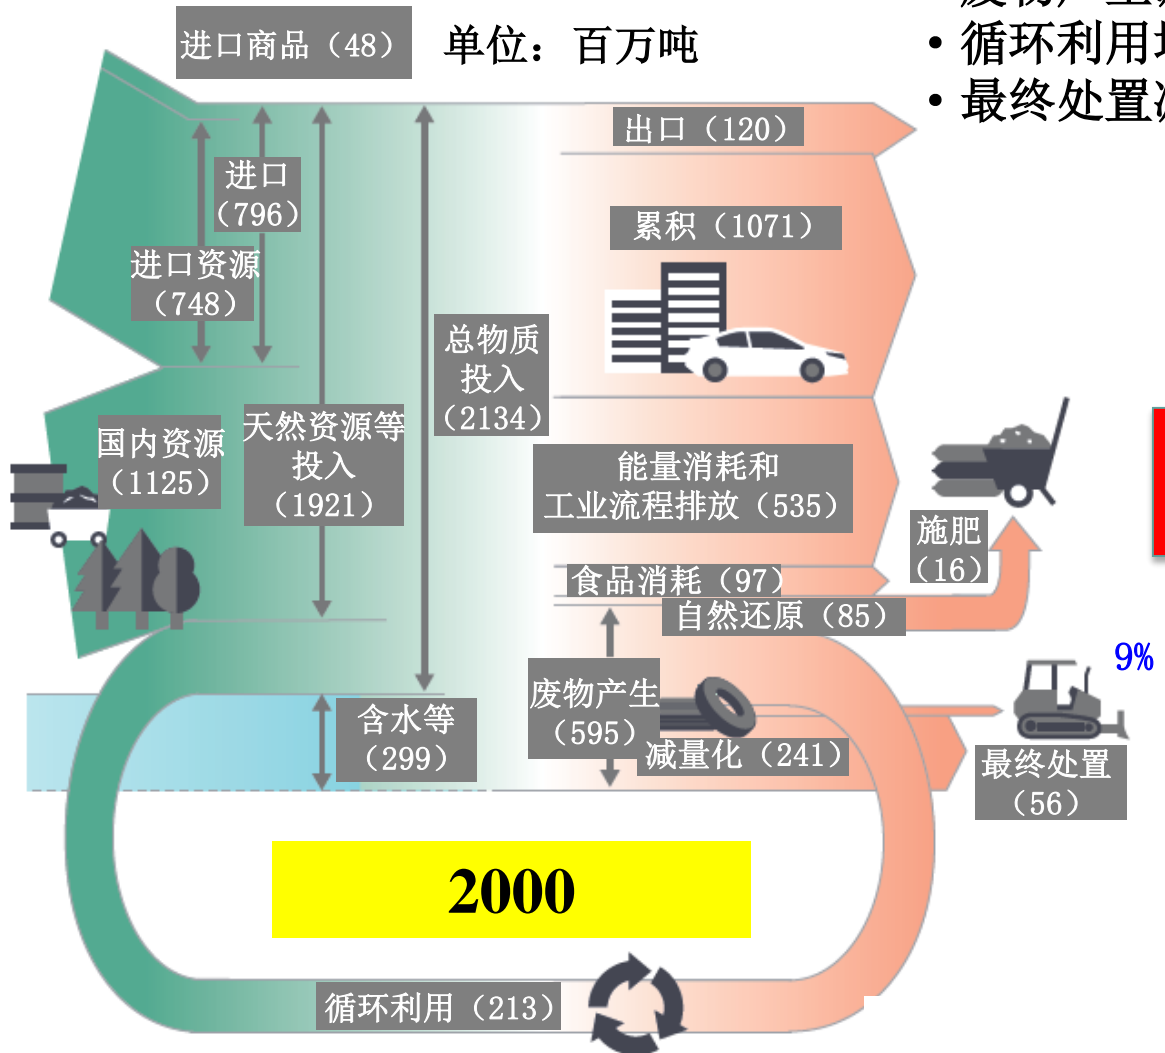 进口商品（48）
单位：百万吨
• 循环利用
• 最终处置
出口（120）
进口
（796）
累积（1071）
进口资源
（748）
总物质
投入
（2134）
国内资源
（1125）
天然资源等
投入
（1921）
能量消耗和
工业流程排放（535）
施肥
（16）
食品消耗（97）
自然还原（85）
9%
废物产生
（595）
含水等
（299）
减量化（241）
最终处置
（56）
2000
循环利用（213）